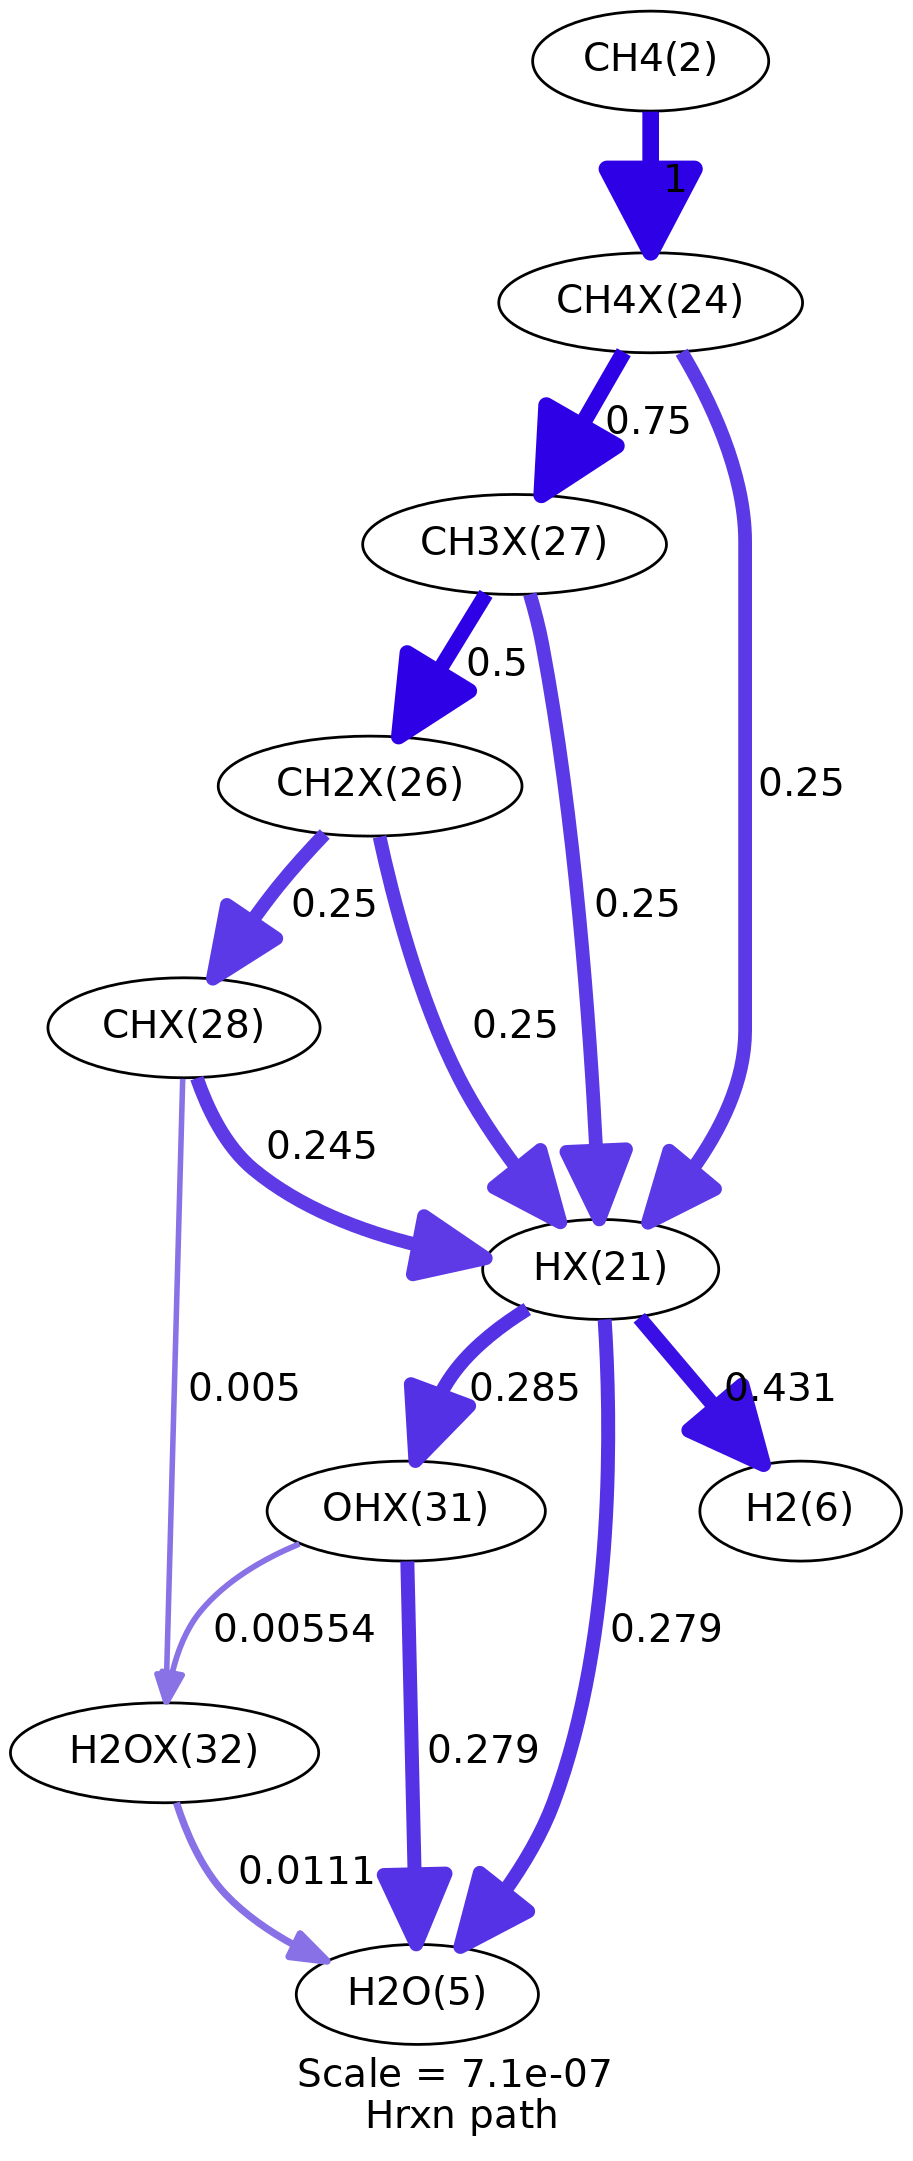 CH4(2)
1
CH4X(24)
0.75
CH3X(27)
0.5
CH2X(26)
0.25
0.25
0.25
0.25
CHX(28)
0.245
HX(21)
0.005
0.285
0.431
OHX(31)
H2(6)
0.00554
0.279
0.279
H2OX(32)
0.0111
H2O(5)
Scale = 7.1e-07
Hrxn path